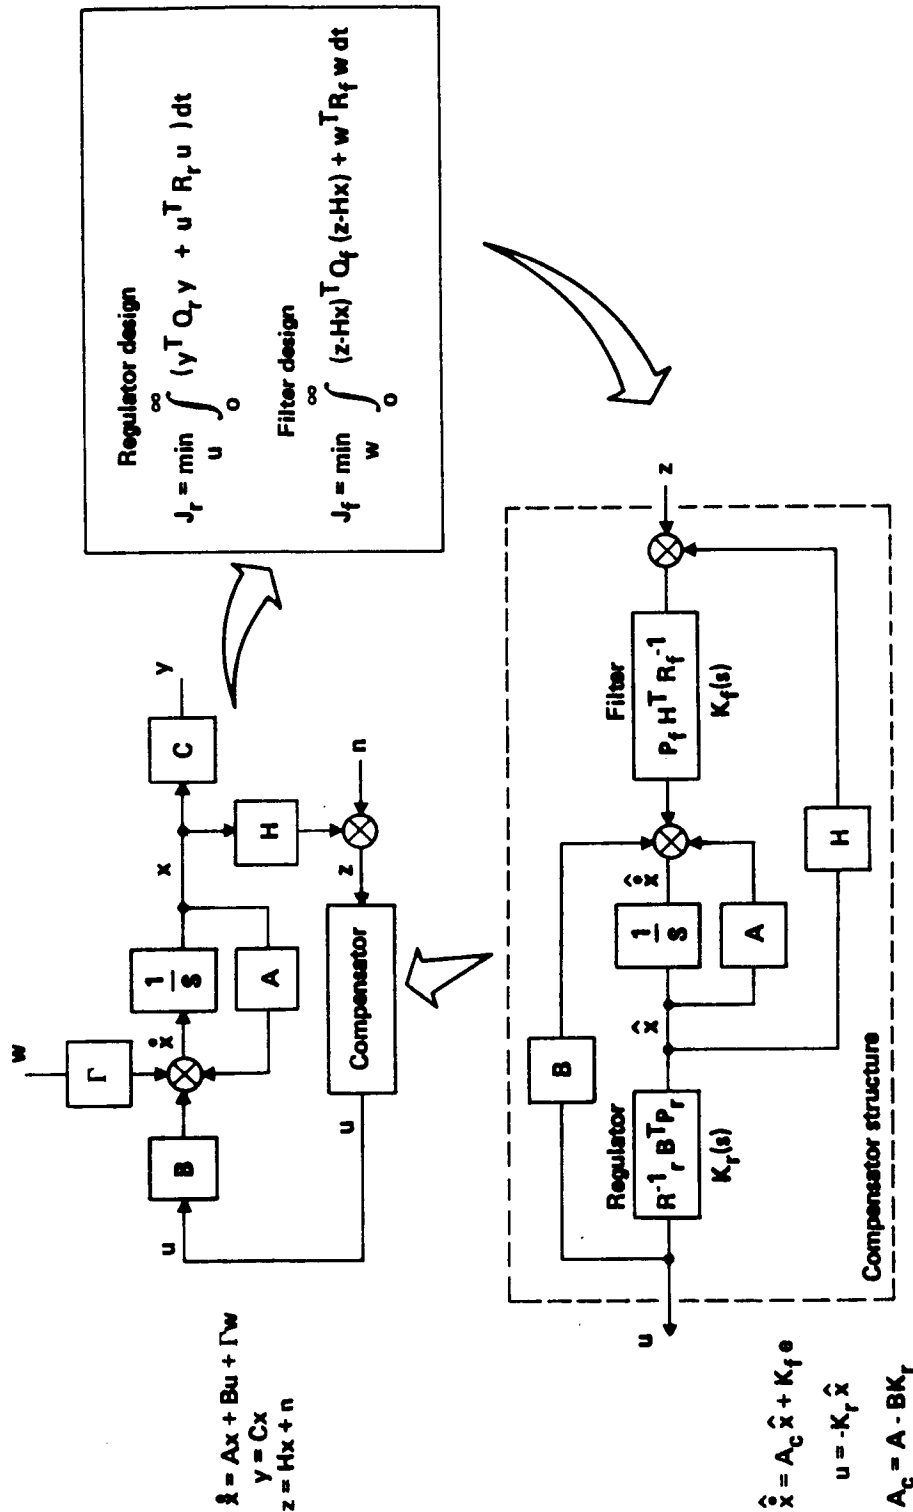 ẋ = Ax + Bu + Γw
y = Cx
z = Hx + n
w
Γ
u
B
ẋ
1/S
x
C
y
A
H
n
z
u
Compensator
Regulator design
J_r = min_u ∫_0^∞ (y^T Q_r y + u^T R_r u ) dt
Filter design
J_f = min_w ∫_0^∞ (z-Hx)^T Q_f (z-Hx) + w^T R_f w dt
x̂̇ = A_c x̂ + K_f e
u = -K_r x̂
A_c = A - BK_r
u
B
Regulator
R^-1_r B^T P_r
K_r(s)
x̂
1/S
x̂̇
A
Filter
P_f H^T R_f^-1
K_f(s)
z
H
Compensator structure